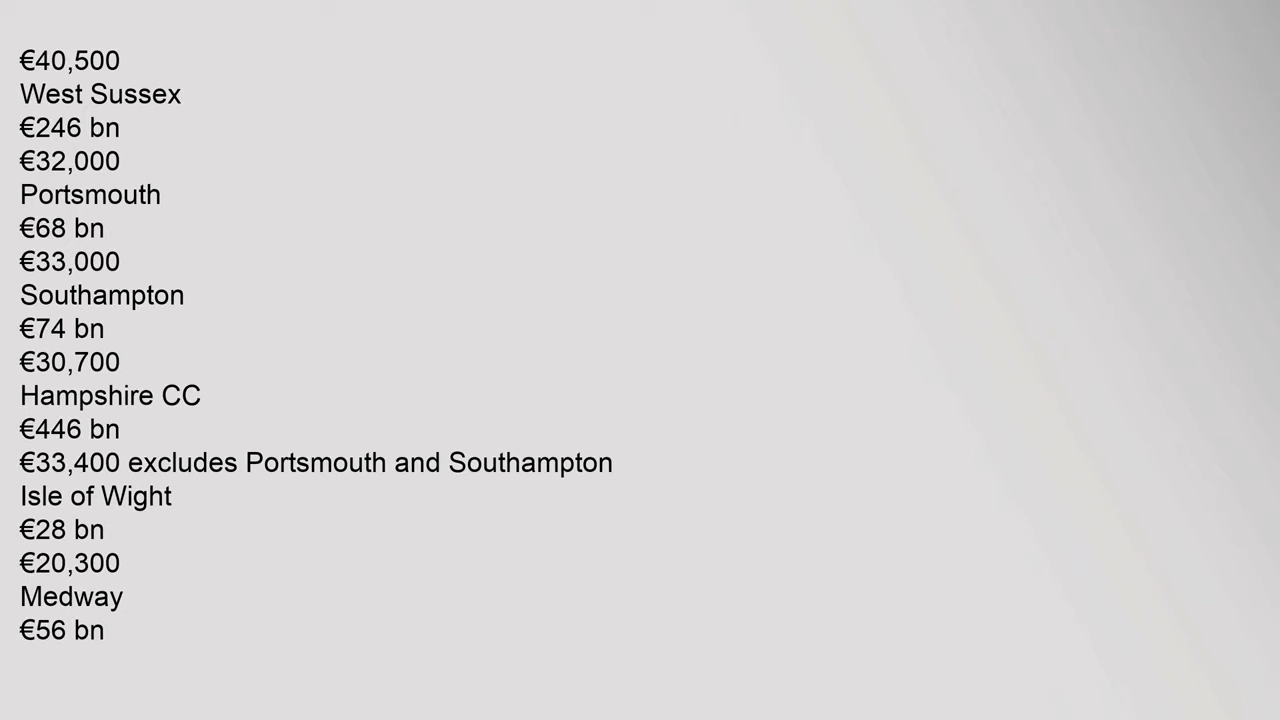 €40,500
West Sussex
€246 bn
€32,000
Portsmouth
€68 bn
€33,000
Southampton
€74 bn
€30,700
Hampshire CC
€446 bn
€33,400 excludes Portsmouth and Southampton
Isle of Wight
€28 bn
€20,300
Medway
€56 bn